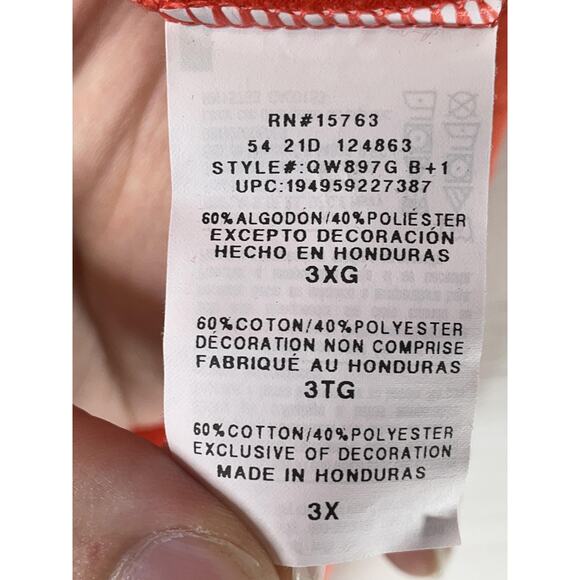 RN#15763
54 21D 124863
STYLE#:QW897G B+1
UPC:194959227387
60%ALGODÓN/40%POLIÉSTER
EXCEPTO DECORACIÓN
HECHO EN HONDURAS
3XG
60%COTON/40%POLYESTER
DÉCORATION NON COMPRISE
FABRIQUÉ AU HONDURAS
3TG
60%COTTON/40%POLYESTER
EXCLUSIVE OF DECORATION
MADE IN HONDURAS
3X